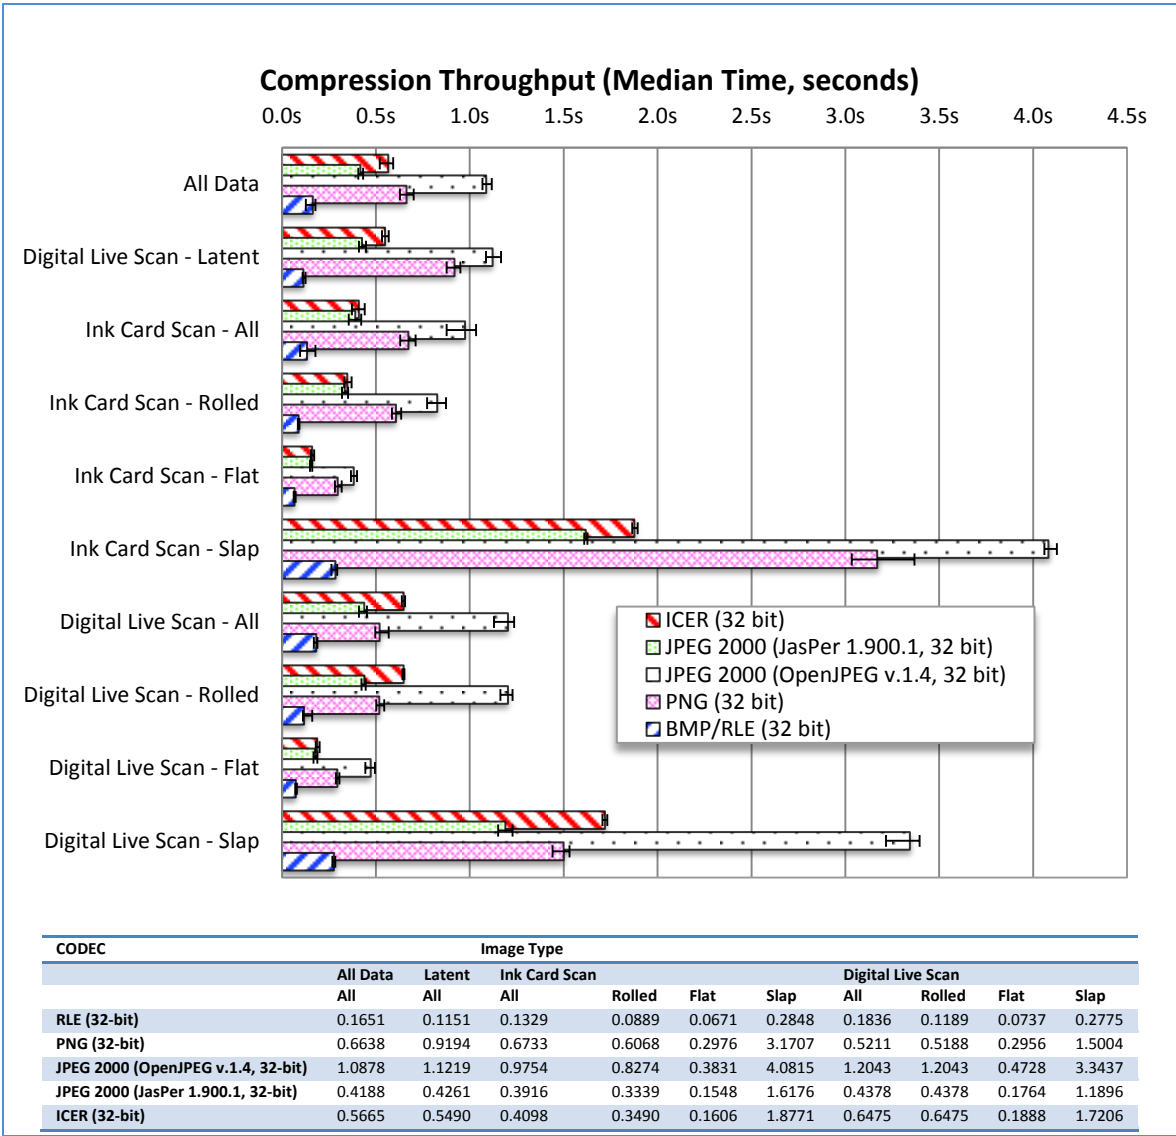 Compression Throughput (Median Time, seconds)
0.0s 0.5s 1.0s 1.5s 2.0s 2.5s 3.0s 3.5s 4.0s 4.5s
All Data
Digital Live Scan - Latent
Ink Card Scan - All
Ink Card Scan - Rolled
Ink Card Scan - Flat
Ink Card Scan - Slap
Digital Live Scan - All
Digital Live Scan - Rolled
Digital Live Scan - Flat
Digital Live Scan - Slap
ICER (32 bit)
JPEG 2000 (JasPer 1.900.1, 32 bit)
JPEG 2000 (OpenJPEG v.1.4, 32 bit)
PNG (32 bit)
BMP/RLE (32 bit)
CODEC Image Type
All Data Latent Ink Card Scan Digital Live Scan
All All All Rolled Flat Slap All Rolled Flat Slap
RLE (32-bit) 0.1651 0.1151 0.1329 0.0889 0.0671 0.2848 0.1836 0.1189 0.0737 0.2775
PNG (32-bit) 0.6638 0.9194 0.6733 0.6068 0.2976 3.1707 0.5211 0.5188 0.2956 1.5004
JPEG 2000 (OpenJPEG v.1.4, 32-bit) 1.0878 1.1219 0.9754 0.8274 0.3831 4.0815 1.2043 1.2043 0.4728 3.3437
JPEG 2000 (JasPer 1.900.1, 32-bit) 0.4188 0.4261 0.3916 0.3339 0.1548 1.6176 0.4378 0.4378 0.1764 1.1896
ICER (32-bit) 0.5665 0.5490 0.4098 0.3490 0.1606 1.8771 0.6475 0.6475 0.1888 1.7206